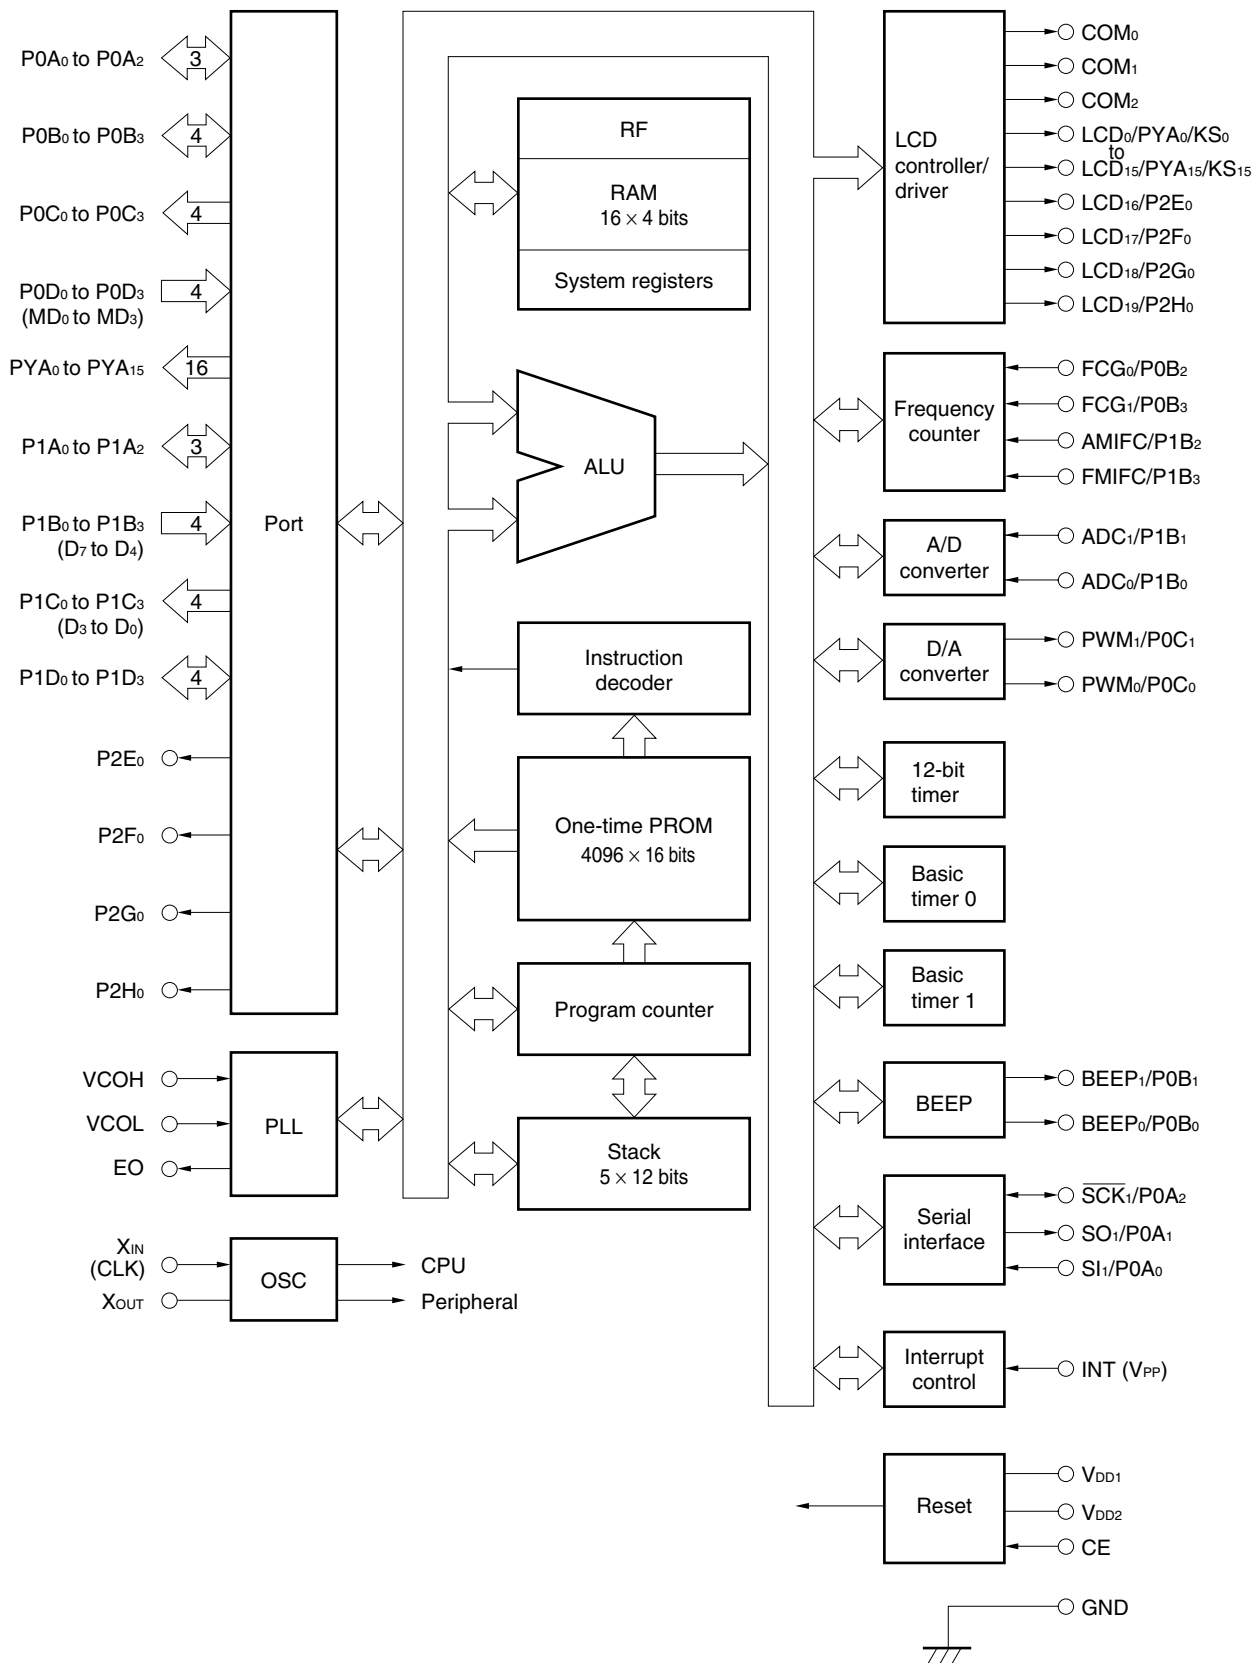 P0A0 to P0A2
3
P0B0 to P0B3
4
P0C0 to P0C3
4
P0D0 to P0D3
(MD0 to MD3)
4
PYA0 to PYA15
16
P1A0 to P1A2
3
P1B0 to P1B3
(D7 to D4)
4
P1C0 to P1C3
(D3 to D0)
4
P1D0 to P1D3
4
P2E0
P2F0
P2G0
P2H0
Port
VCOH
VCOL
EO
PLL
XIN
(CLK)
XOUT
OSC
CPU
Peripheral
RF
RAM
16 × 4 bits
System registers
ALU
Instruction
decoder
One-time PROM
4096 × 16 bits
Program counter
Stack
5 × 12 bits
LCD
controller/
driver
COM0
COM1
COM2
LCD0/PYA0/KS0
to
LCD15/PYA15/KS15
LCD16/P2E0
LCD17/P2F0
LCD18/P2G0
LCD19/P2H0
Frequency
counter
FCG0/P0B2
FCG1/P0B3
AMIFC/P1B2
FMIFC/P1B3
A/D
converter
ADC1/P1B1
ADC0/P1B0
D/A
converter
PWM1/P0C1
PWM0/P0C0
12-bit
timer
Basic
timer 0
Basic
timer 1
BEEP
BEEP1/P0B1
BEEP0/P0B0
Serial
interface
S̅C̅K̅1/P0A2
SO1/P0A1
SI1/P0A0
Interrupt
control
INT (VPP)
Reset
VDD1
VDD2
CE
GND